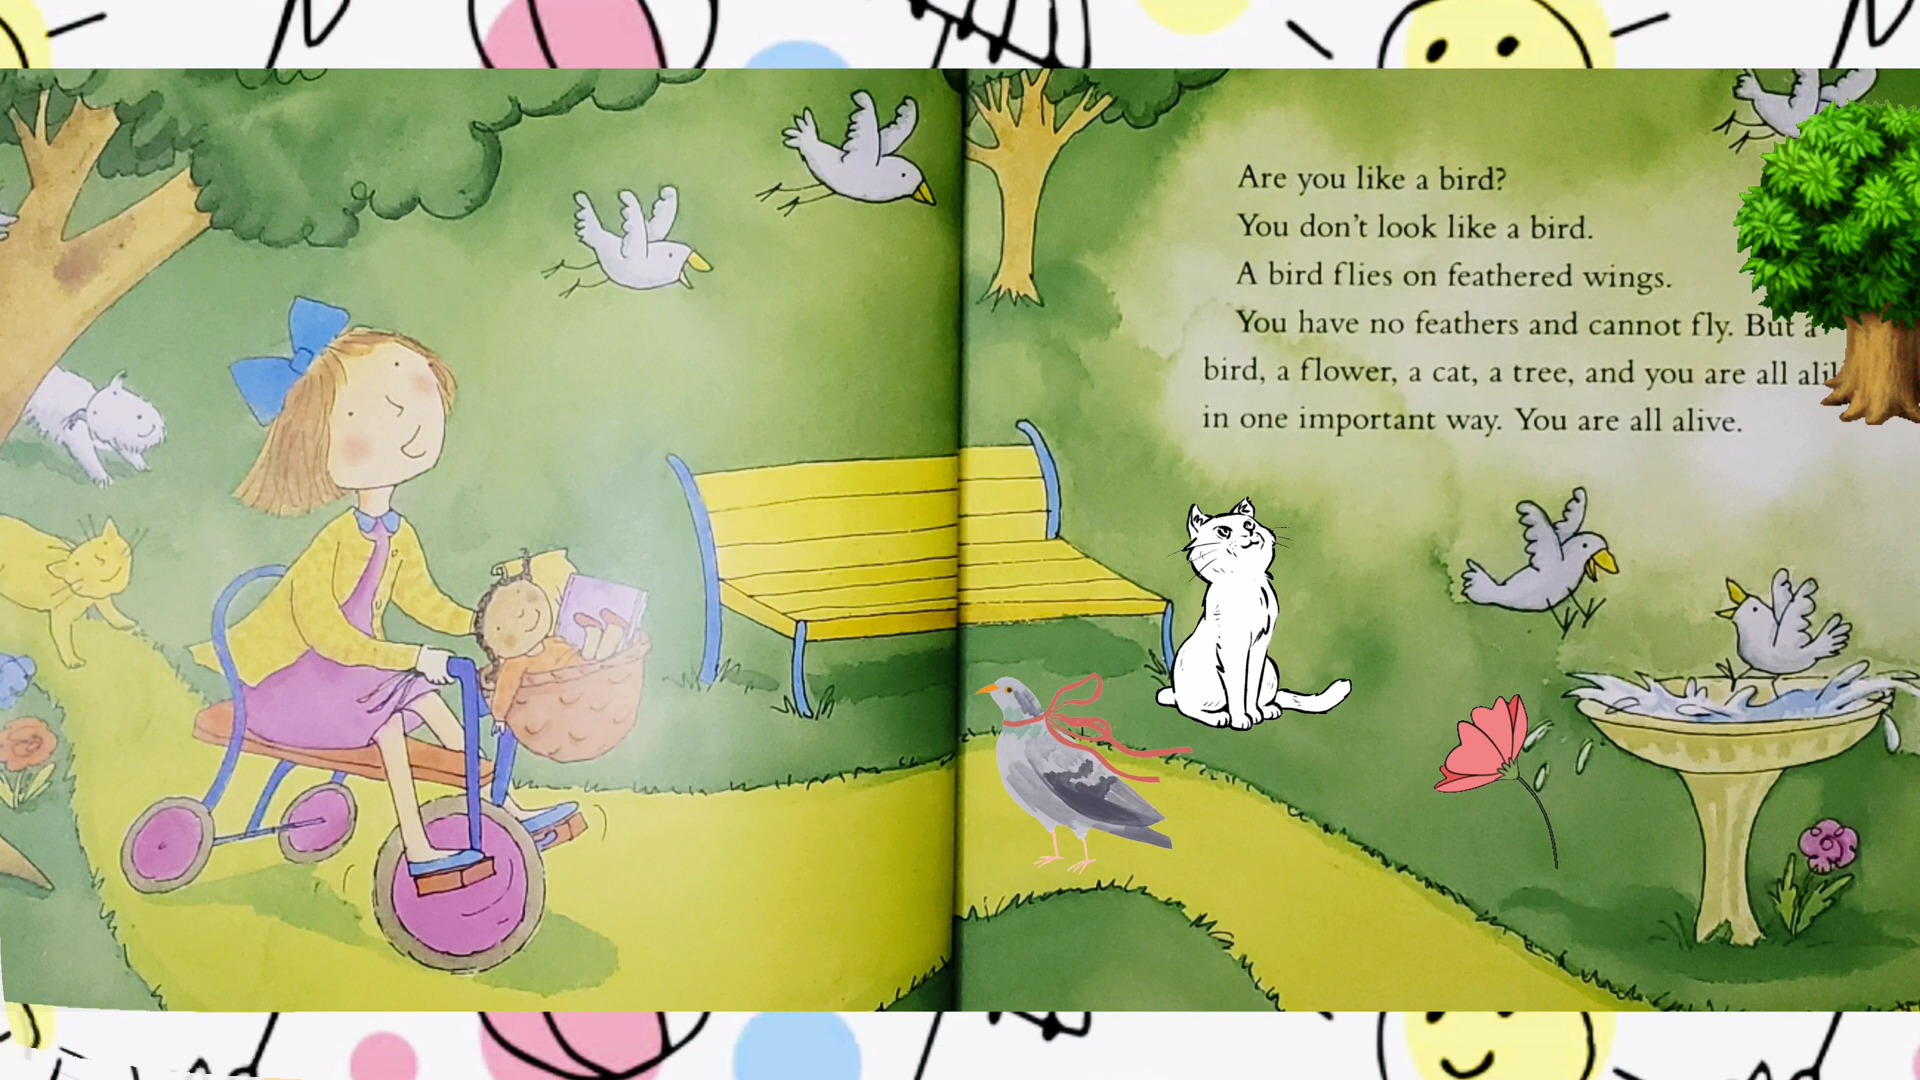 Are you like a bird?
You don't look like a bird.
A bird flies on feathered wings.
You have no feathers and cannot fly. But a
bird, a flower, a cat, a tree, and you are all
in one important way. You are all alive.